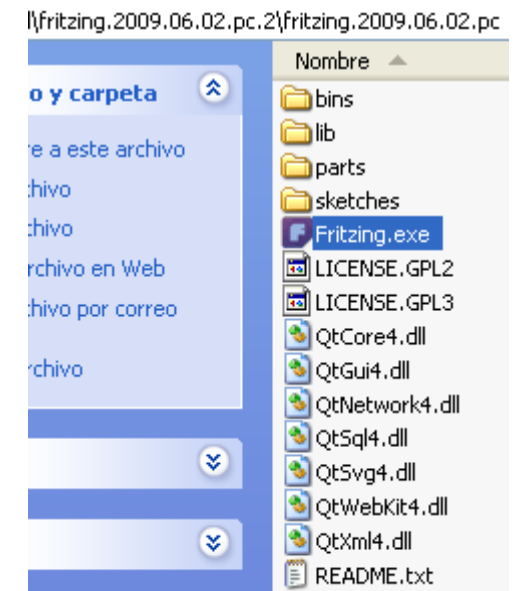 \fritzing.2009.06.02.pc.2\fritzing.2009.06.02.pc
o y carpeta
re a este archivo
chivo
chivo
rchivo en Web
chivo por correo
rchivo
Nombre
bins
lib
parts
sketches
Fritzing.exe
LICENSE.GPL2
LICENSE.GPL3
QtCore4.dll
QtGui4.dll
QtNetwork4.dll
QtSql4.dll
QtSvg4.dll
QtWebKit4.dll
QtXml4.dll
README.txt